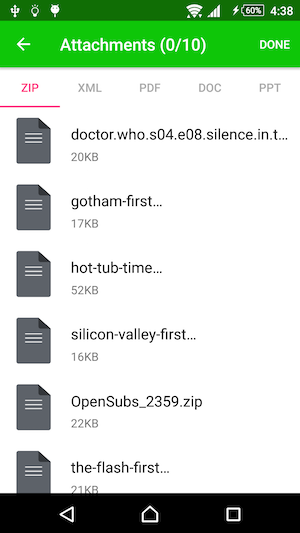 60% 4:38
Attachments (0/10) DONE
ZIP XML PDF DOC PPT
doctor.who.s04.e08.silence.in.t...
20KB
gotham-first...
17KB
hot-tub-time...
52KB
silicon-valley-first...
16KB
OpenSubs_2359.zip
22KB
the-flash-first...
21KB